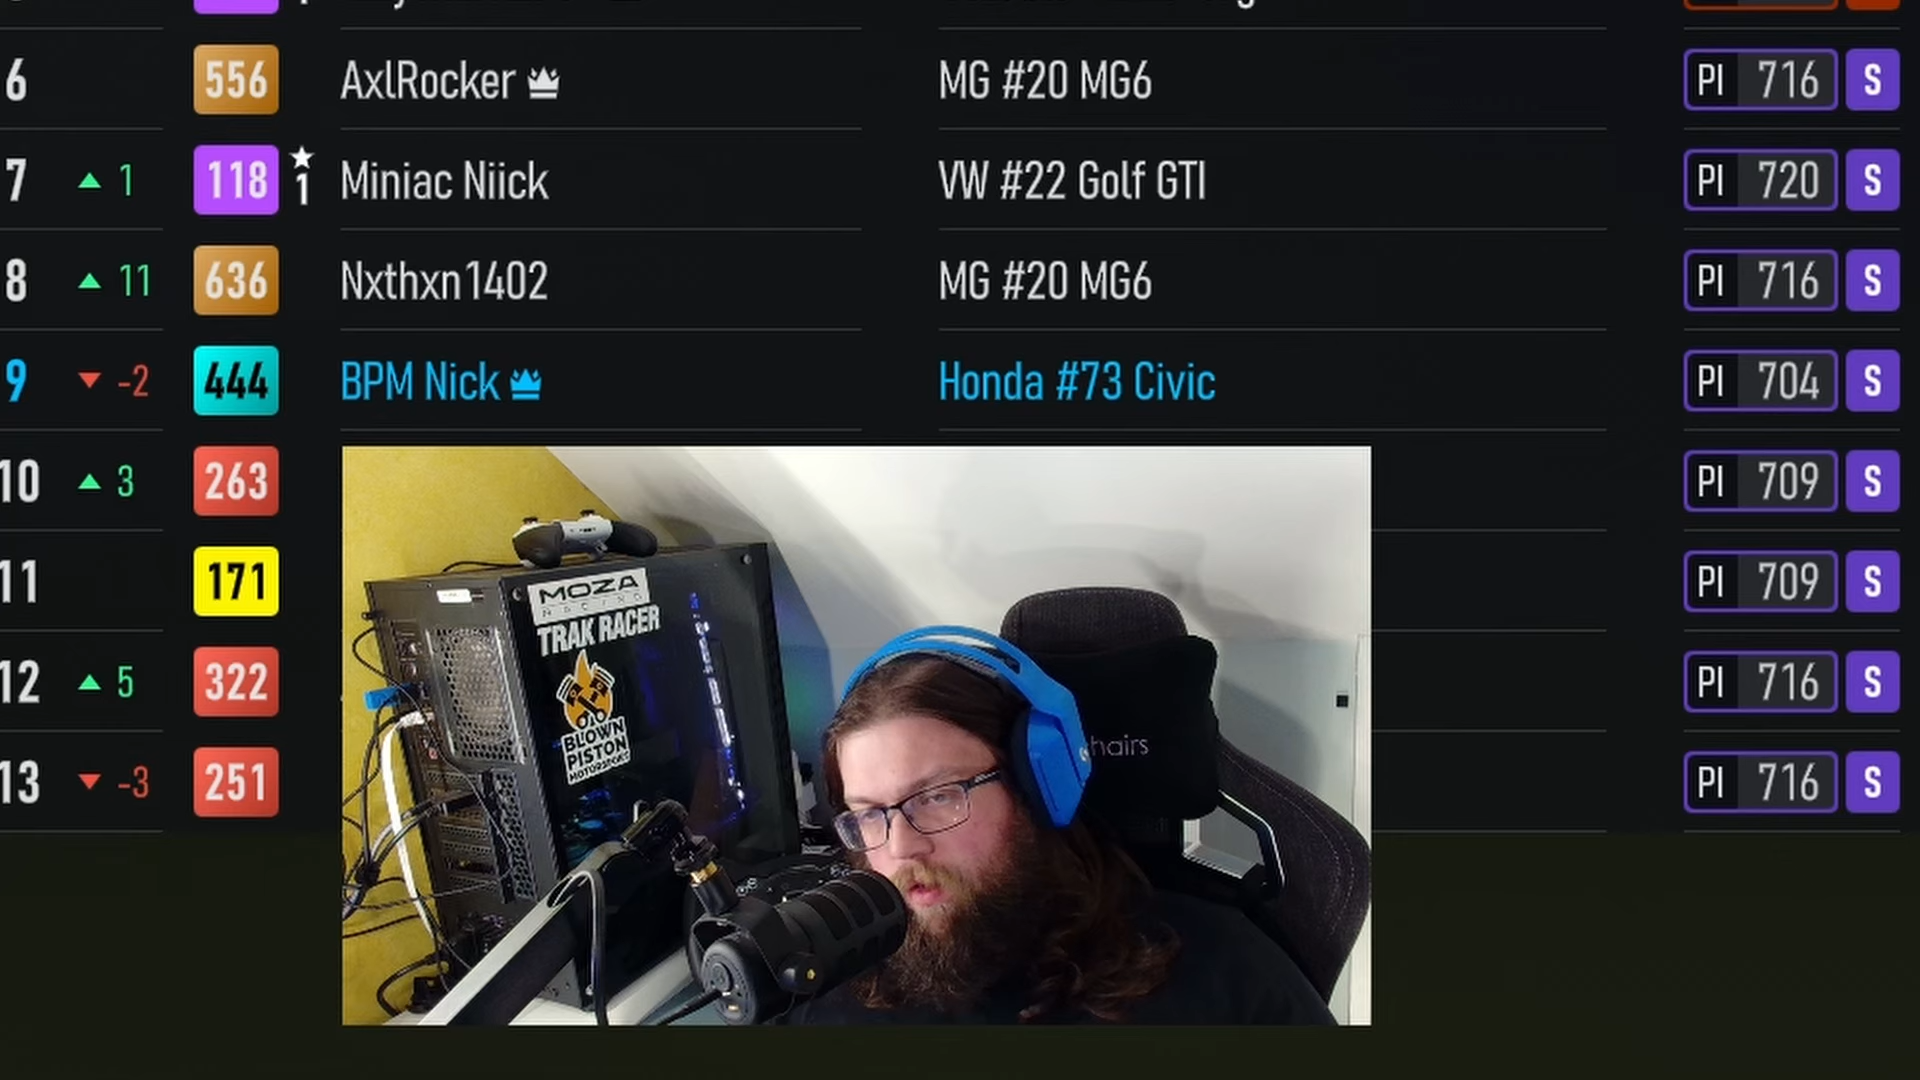 6 556 AxlRocker MG #20 MG6 PI 716 S
7 1 118 1 Miniac Niick VW #22 Golf GTI PI 720 S
8 11 636 Nxthxn1402 MG #20 MG6 PI 716 S
9 -2 444 BPM Nick Honda #73 Civic PI 704 S
10 3 263 PI 709 S
11 171 PI 709 S
12 5 322 PI 716 S
13 -3 251 PI 716 S
MOZA
RACING
TRAK RACER
BLOWN
PISTON
MOTORSPORT
hairs